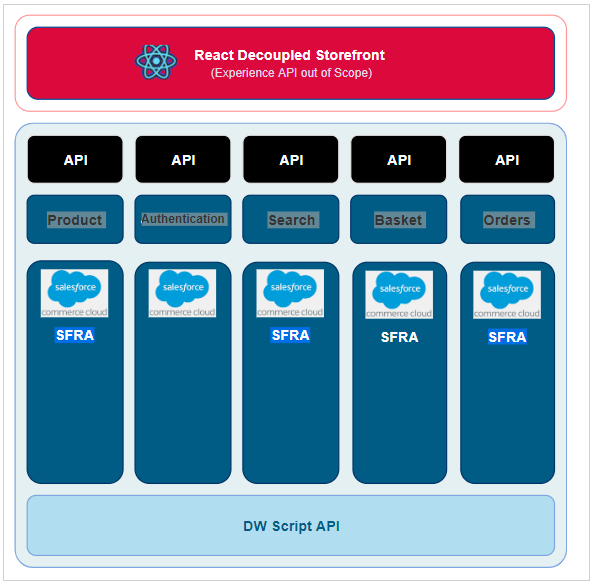 React Decoupled Storefront
(Experience API out of Scope)
API
API
API
API
API
Product
Authentication
Search
Basket
Orders
salesforce
commerce cloud
salesforce
commerce cloud
salesforce
commerce cloud
salesforce
commerce cloud
salesforce
commerce cloud
SFRA
SFRA
SFRA
SFRA
DW Script API